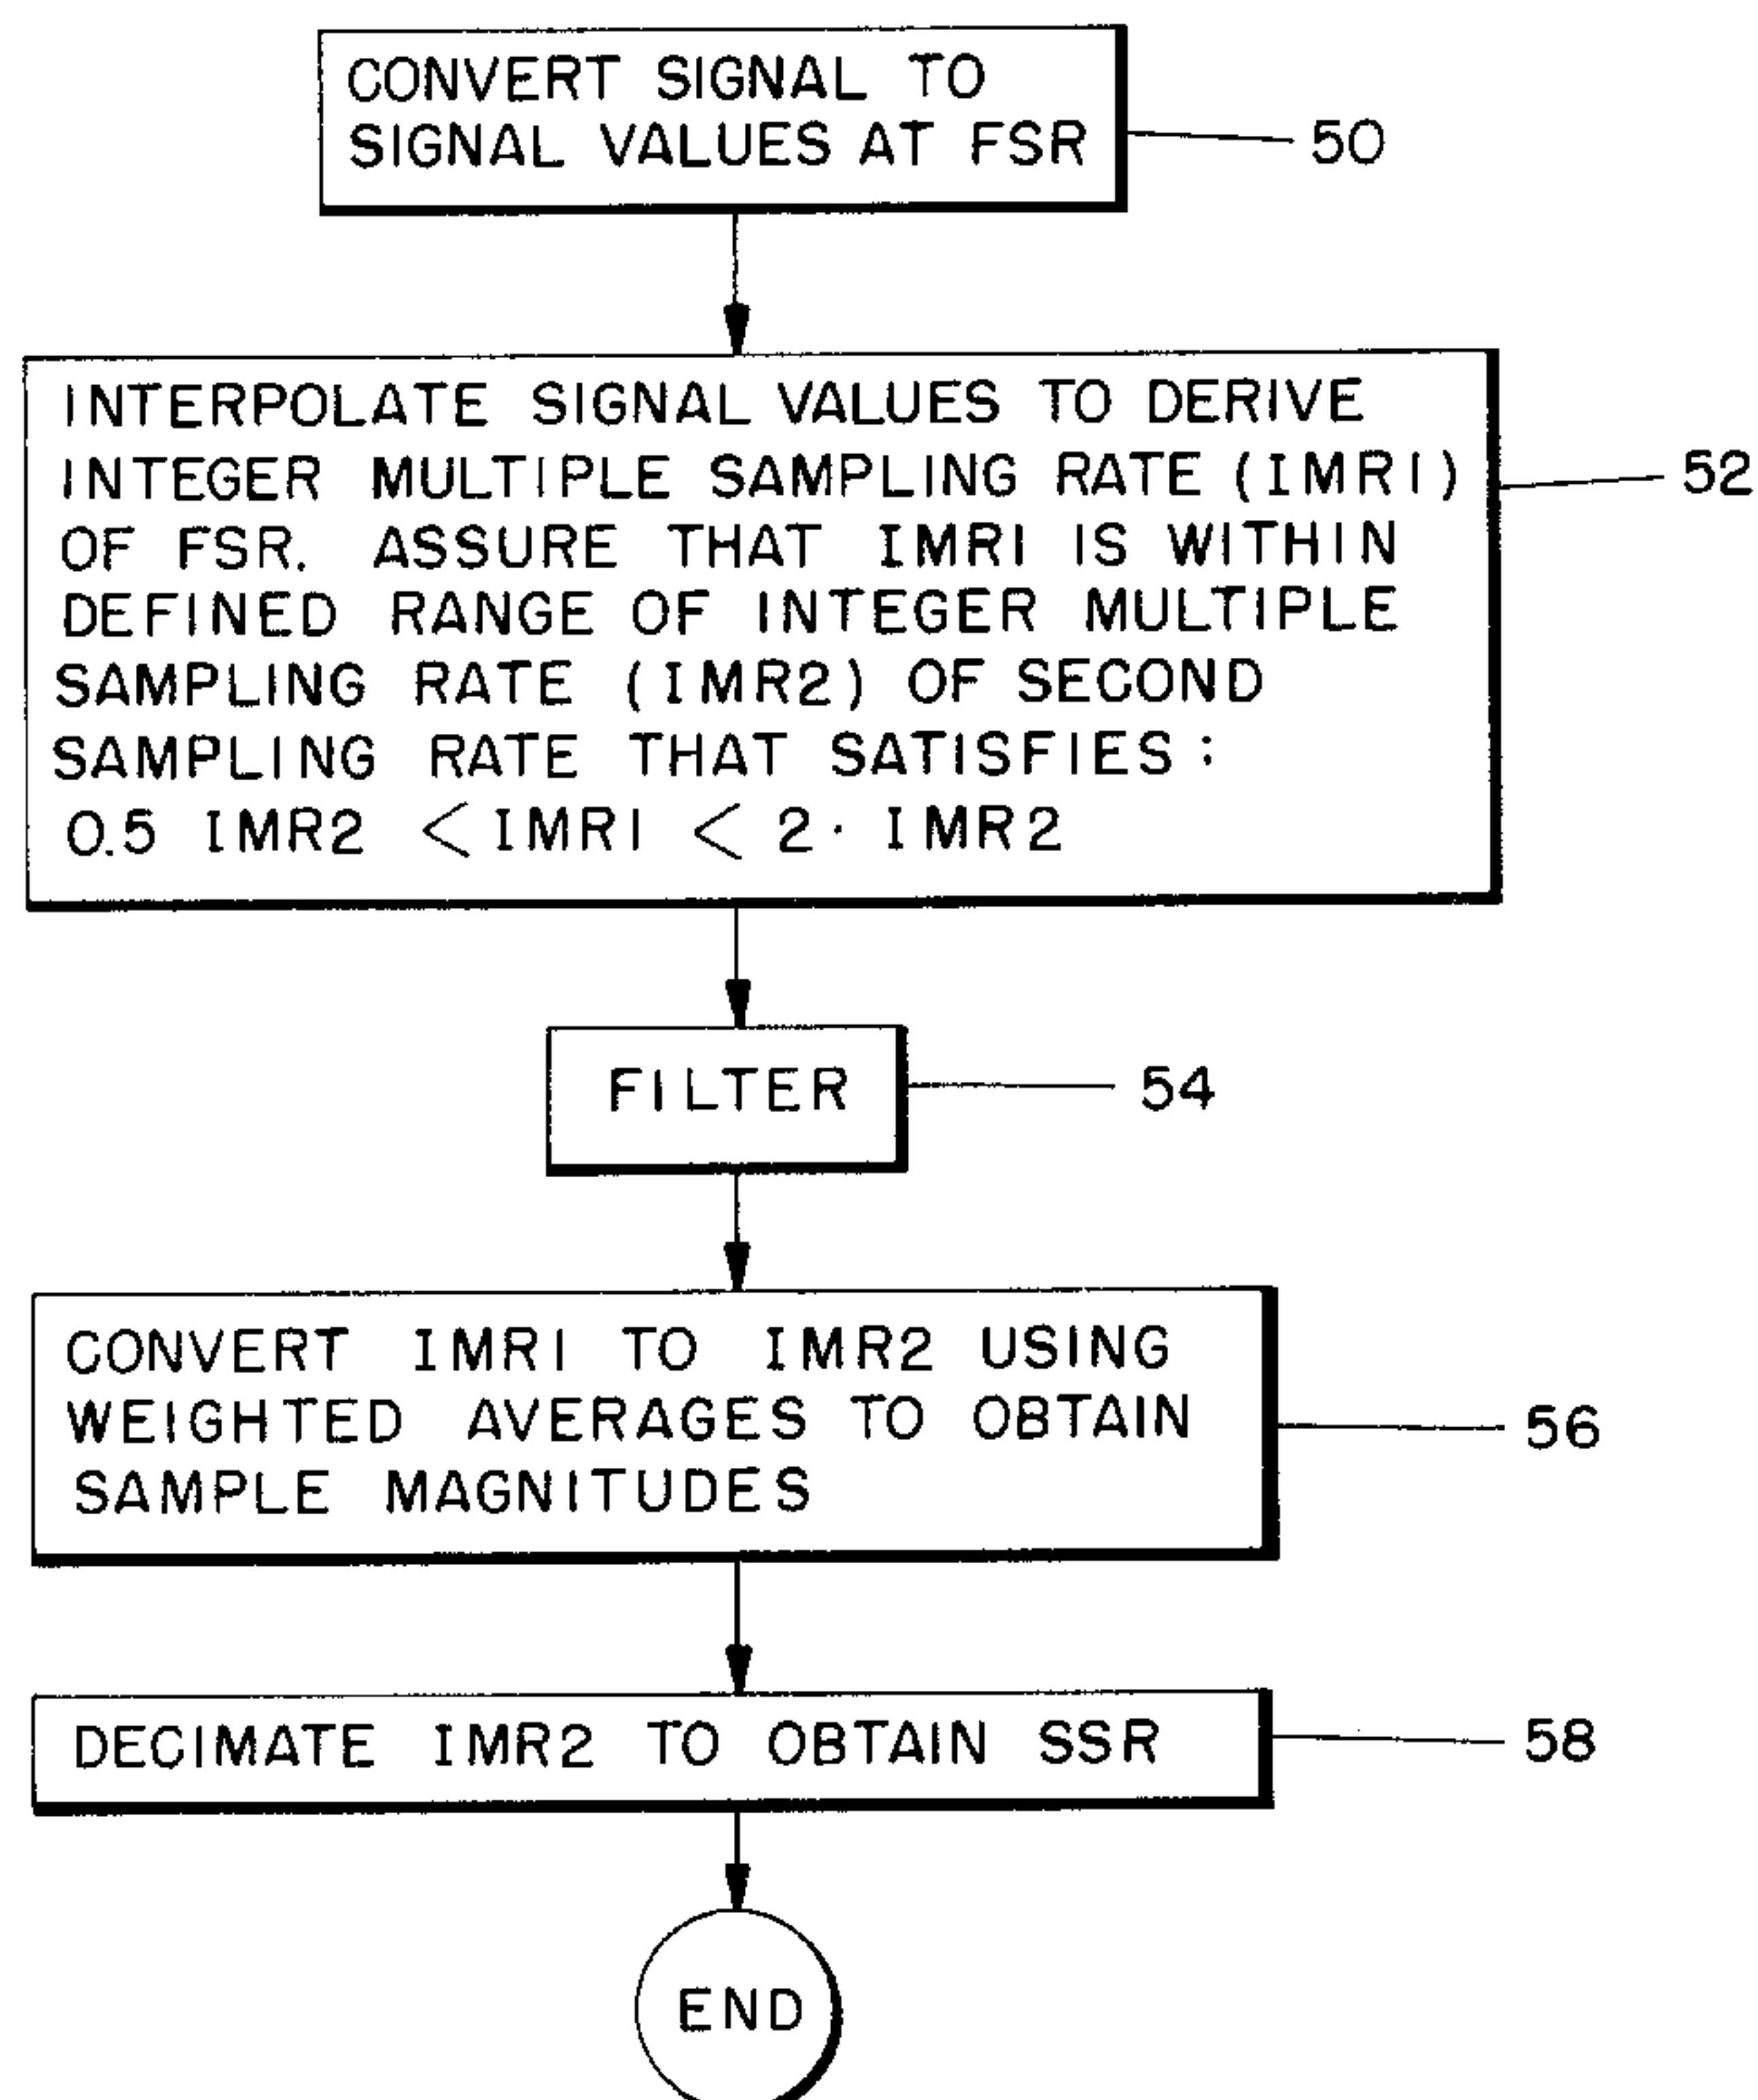 CONVERT SIGNAL TO
SIGNAL VALUES AT FSR
50
INTERPOLATE SIGNAL VALUES TO DERIVE
INTEGER MULTIPLE SAMPLING RATE (IMR1)
OF FSR. ASSURE THAT IMR1 IS WITHIN
DEFINED RANGE OF INTEGER MULTIPLE
SAMPLING RATE (IMR2) OF SECOND
SAMPLING RATE THAT SATISFIES:
0.5 IMR2 < IMR1 < 2· IMR2
52
FILTER
54
CONVERT IMR1 TO IMR2 USING
WEIGHTED AVERAGES TO OBTAIN
SAMPLE MAGNITUDES
56
DECIMATE IMR2 TO OBTAIN SSR
58
END